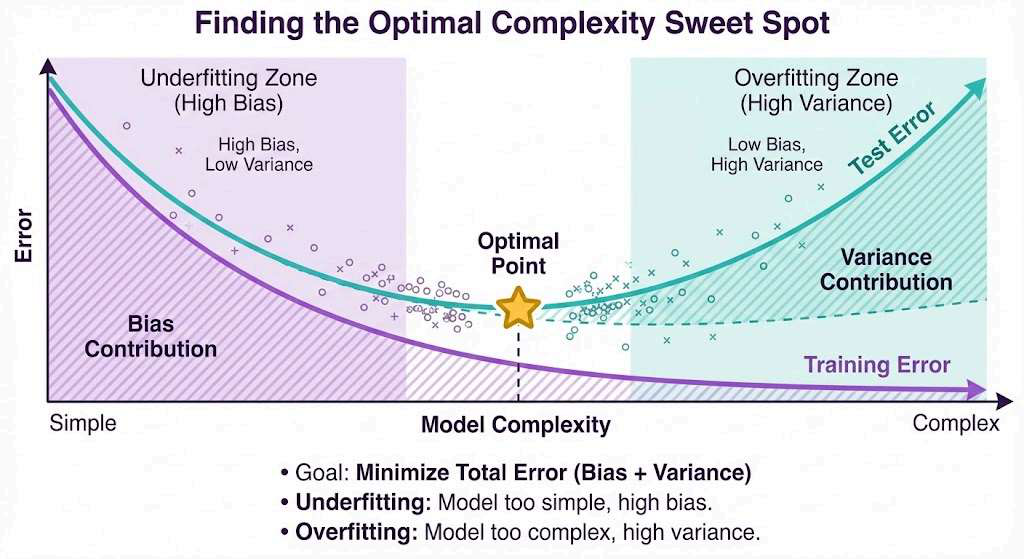 Finding the Optimal Complexity Sweet Spot
Underfitting Zone
(High Bias)
High Bias,
Low Variance
Overfitting Zone
(High Variance)
Low Bias,
High Variance
Test Error
Error
Optimal
Point
Variance
Contribution
Bias
Contribution
Training Error
Simple
Model Complexity
Complex
• Goal: Minimize Total Error (Bias + Variance)
• Underfitting: Model too simple, high bias.
• Overfitting: Model too complex, high variance.